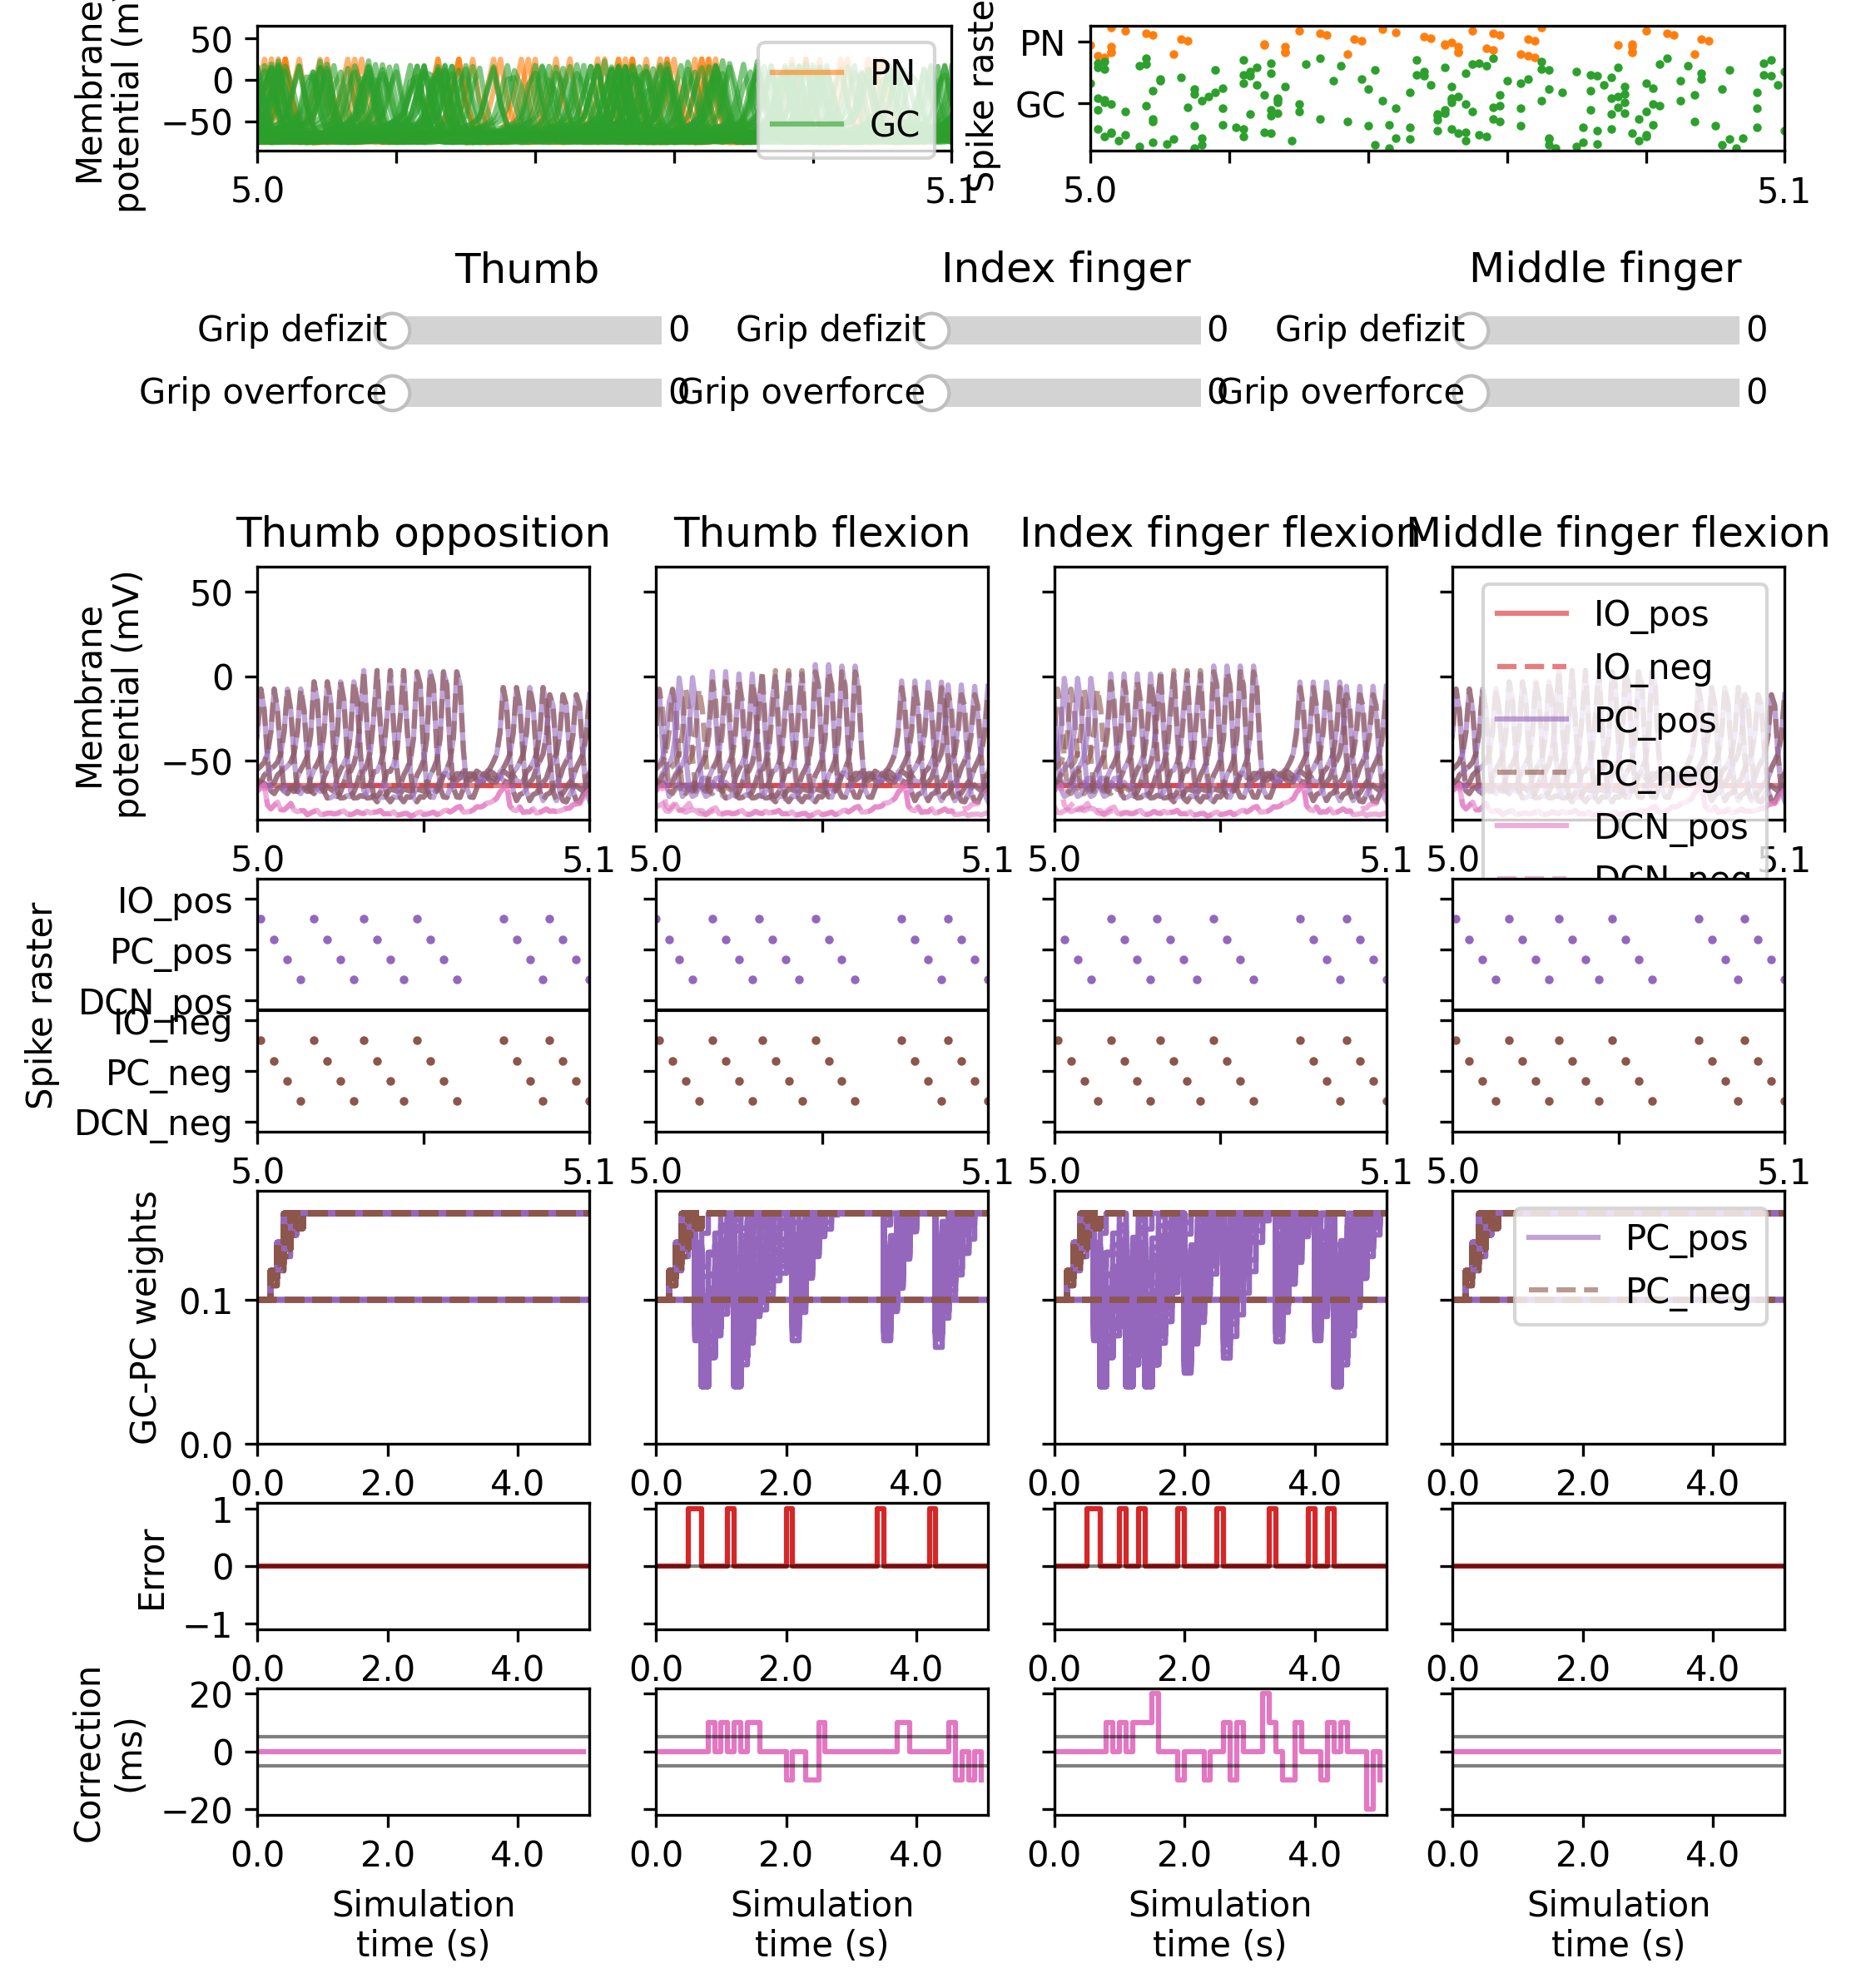 Membrane
potential (m
50
0
−50
PN
GC
5.0
5.1
Spike raste
PN
GC
5.0
5.1
Thumb
Index finger
Middle finger
Grip defizit 0
Grip defizit 0
Grip defizit 0
Grip overforce 0
Grip overforce 0
Grip overforce 0
Thumb opposition
Thumb flexion
Index finger flexion
Middle finger flexion
Membrane
potential (mV)
50
0
−50
IO_pos
IO_neg
PC_pos
PC_neg
DCN_pos
DCN_neg
5.0 5.1
5.0 5.1
5.0 5.1
5.0 5.1
Spike raster
IO_pos
PC_pos
DCN_pos
IO_neg
PC_neg
DCN_neg
5.0 5.1
5.0 5.1
5.0 5.1
5.0 5.1
GC-PC weights
0.1
0.0
PC_pos
PC_neg
0.0 2.0 4.0
0.0 2.0 4.0
0.0 2.0 4.0
0.0 2.0 4.0
Error
1
0
−1
0.0 2.0 4.0
0.0 2.0 4.0
0.0 2.0 4.0
0.0 2.0 4.0
Correction
(ms)
20
0
−20
0.0 2.0 4.0
0.0 2.0 4.0
0.0 2.0 4.0
0.0 2.0 4.0
Simulation
time (s)
Simulation
time (s)
Simulation
time (s)
Simulation
time (s)